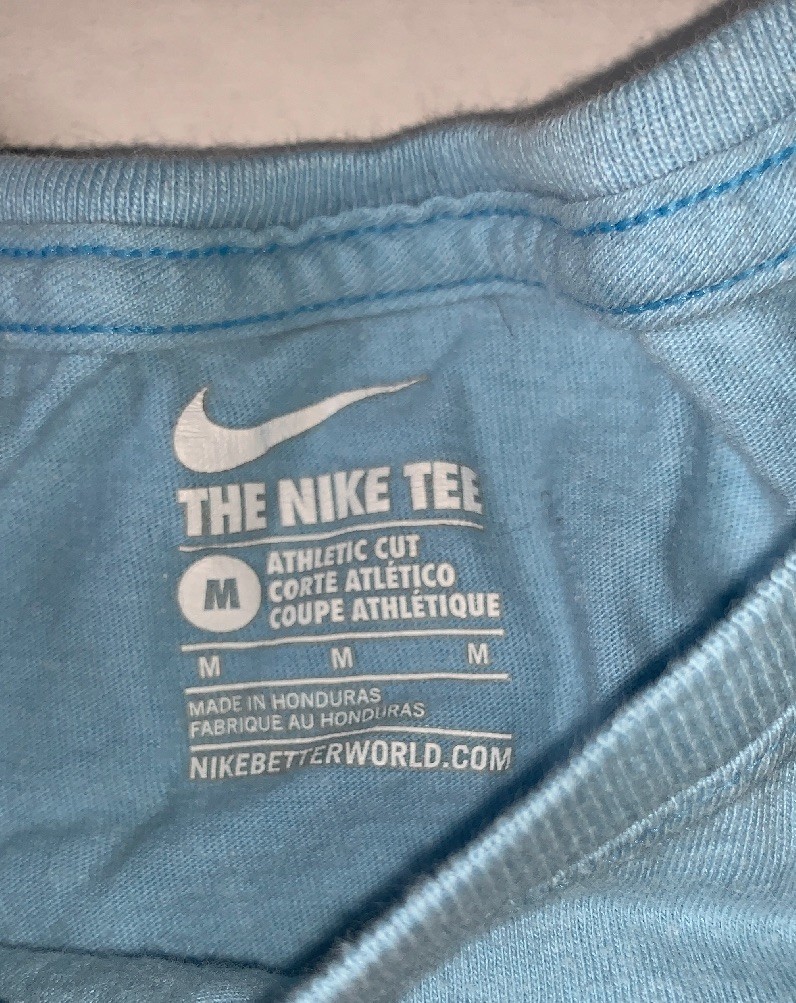 THE NIKE TEE
M
ATHLETIC CUT
CORTE ATLÉTICO
COUPE ATHLÉTIQUE
M M M
MADE IN HONDURAS
FABRIQUE AU HONDURAS
NIKEBETTERWORLD.COM